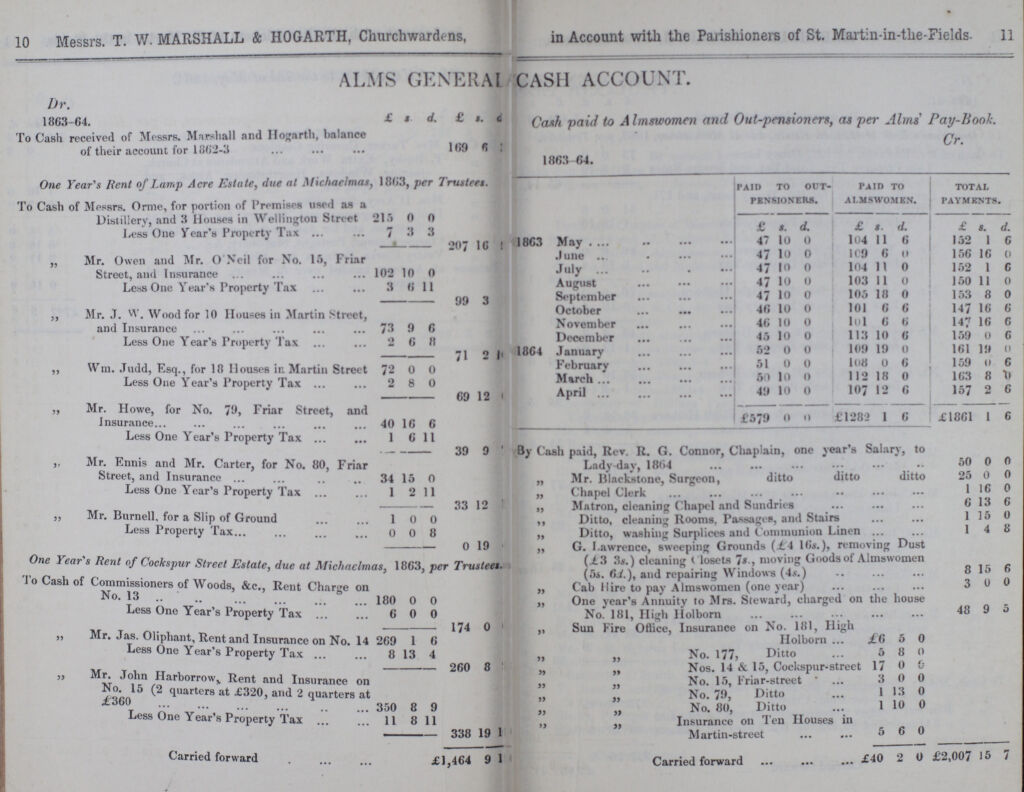 10 Messrs. T. W. MARSHALL & HOGARTH, Churchwardens,
ALMS GENERAL
Dr.
1863-64. £ s. d. £ s. d
To Cash received of Messrs. Marshall and Hogarth, balance
of their account for 1862-3 ... ... ... 169 6
One Year's Rent of Lamp Acre Estate, due at Michaelmas, 1863, per Trustees.
To Cash of Messrs. Orme, for portion of Premises used as a
Distillery, and 3 Houses in Wellington Street 215 0 0
Less One Year's Property Tax ... ... 7 3 3
207 16
„ Mr. Owen and Mr. O'Neil for No. 15, Friar
Street, and Insurance ... ... ... ... 102 10 0
Less One Year's Property Tax ... ... 3 6 11
99 3
„ Mr. J. W. Wood for 10 Houses in Martin Street,
and Insurance ... ... ... ... ... 73 9 6
Less One Year's Property Tax ... ... 2 6 8
71 2 1
„ Wm. Judd, Esq., for 18 Houses in Martin Street 72 0 0
Less One Year's Property Tax ... ... 2 8 0
69 12
„ Mr. Howe, for No. 79, Friar Street, and
Insurance... ... ... ... ... ... 40 16 6
Less One Year's Property Tax ... ... 1 6 11
39 9
„ Mr. Ennis and Mr. Carter, for No. 80, Friar
Street, and Insurance ... ... ... ... 34 15 0
Less One Year's Property Tax ... ... 1 2 11
33 12
„ Mr. Burnell, for a Slip of Ground ... ... 1 0 0
Less Property Tax... ... ... ... 0 0 8
0 19
One Year's Rent of Cockspur Street Estate, due at Michaelmas, 1863, per Trustees.
To Cash of Commissioners of Woods, &c., Rent Charge on
No. 13 ... ... ... ... ... ... 180 0 0
Less One Year's Property Tax ... ... 6 0 0
174 0
„ Mr. Jas. Oliphant, Rent and Insurance on No. 14 269 1 6
Less One Year's Property Tax ... ... 8 13 4
260 8
„ Mr. John Harborrow, Rent and Insurance on
No. 15 (2 quarters at £320, and 2 quarters at
£360 ... ... ... ... ... ... 350 8 9
Less One Year's Property Tax ... ... 11 8 11
338 19 1
Carried forward ... ... ... £1,464 9 1
in Account with the Parishioners of St. Martin-in-the-Fields. 11
CASH ACCOUNT.
Cash paid to Almswomen and Out-pensioners, as per Alms' Pay-Book.
Cr.
1863-64.
PAID TO OUT-PENSIONERS. PAID TO ALMSWOMEN. TOTAL PAYMENTS.
£ s. d. £ s. d. £ s. d.
1863 May ... ... ... ... 47 10 0 104 11 6 152 1 6
June ... ... ... ... 47 10 0 109 6 0 156 16 0
July ... ... ... ... 47 10 0 104 11 0 152 1 6
August ... ... ... 47 10 0 103 11 0 150 11 0
September ... ... ... 47 10 0 105 18 0 153 8 0
October ... ... ... 46 10 0 101 6 6 147 16 6
November ... ... ... 46 10 0 101 6 6 147 16 6
December ... ... ... 45 10 0 113 10 6 159 0 6
1864 January ... ... ... 52 0 0 109 19 0 161 19 0
February ... ... ... 51 0 0 108 0 6 159 0 6
March ... ... ... ... 50 10 0 112 18 0 163 8 0
April ... ... ... ... 49 10 0 107 12 6 157 2 6
£579 0 0 £1282 1 6 £1861 1 6
By Cash paid, Rev. R. G. Connor, Chaplain, one year's Salary, to
Lady-day, 1864 ... ... ... ... ... 50 0 0
„ Mr. Blackstone, Surgeon, ditto ditto ditto 25 0 0
„ Chapel Clerk ... ... ... ... ... ... 1 16 0
„ Matron, cleaning Chapel and Sundries ... ... ... 6 13 6
„ Ditto, cleaning Rooms, Passages, and Stairs ... ... 1 15 0
„ Ditto, washing Surplices and Communion Linen ... ... 1 4 8
„ G. Lawrence, sweeping Grounds (£4 16s.), removing Dust
(£3 3s.) cleaning Closets 7s., moving Goods of Almswomen
(5s. 6d.), and repairing Windows (4s.) ... ... ... 8 15 6
„ Cab Hire to pay Almswomen (one year) ... ... ... 3 0 0
„ One year's Annuity to Mrs. Steward, charged on the house
No. 181, High Holborn ... ... ... ... ... 48 9 5
„ Sun Fire Office, Insurance on No. 181, High
Holborn ... £6 5 0
„ „ No. 177, Ditto ... 5 8 0
„ „ Nos. 14 & 15, Cockspur-street 17 0 0
„ „ No. 15, Friar-street ... 3 0 0
„ „ No. 79, Ditto ... 1 13 0
„ „ No. 80, Ditto ... 1 10 0
„ „ Insurance on Ten Houses in
Martin-street ... ... 5 6 0
Carried forward ... ... ... £40 2 0 £2,007 15 7